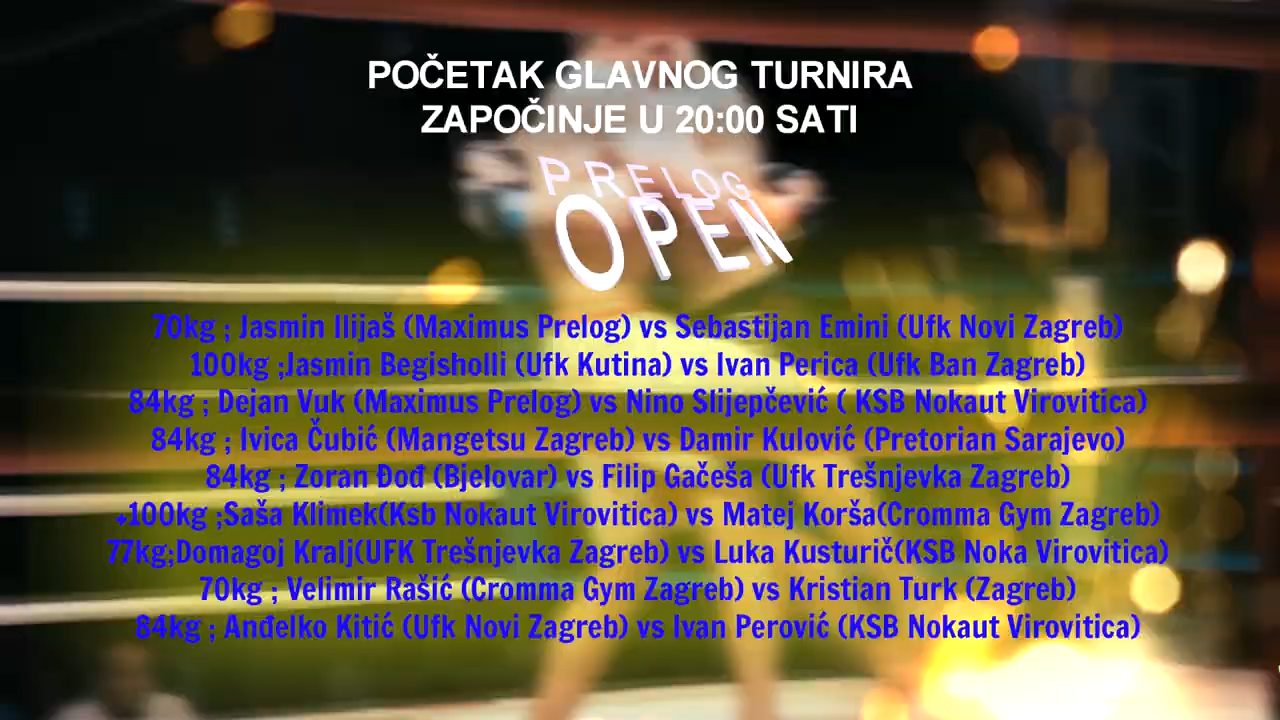 POČETAK GLAVNOG TURNIRA
ZAPOČINJE U 20:00 SATI
PRELOG
OPEN
70kg ; Jasmin Ilijaš (Maximus Prelog) vs Sebastijan Emini (Ufk Novi Zagreb)
100kg ;Jasmin Begisholli (Ufk Kutina) vs Ivan Perica (Ufk Ban Zagreb)
84kg ; Dejan Vuk (Maximus Prelog) vs Nino Slijepčević ( KSB Nokaut Virovitica)
84kg ; Ivica Čubić (Mangetsu Zagreb) vs Damir Kulović (Pretorian Sarajevo)
84kg ; Zoran Đođ (Bjelovar) vs Filip Gačeša (Ufk Trešnjevka Zagreb)
+100kg ;Saša Klimek(Ksb Nokaut Virovitica) vs Matej Korša(Cromma Gym Zagreb)
77kg;Domagoj Kralj(UFK Trešnjevka Zagreb) vs Luka Kusturič(KSB Noka Virovitica)
70kg ; Velimir Rašić (Cromma Gym Zagreb) vs Kristian Turk (Zagreb)
84kg ; Anđelko Kitić (Ufk Novi Zagreb) vs Ivan Perović (KSB Nokaut Virovitica)